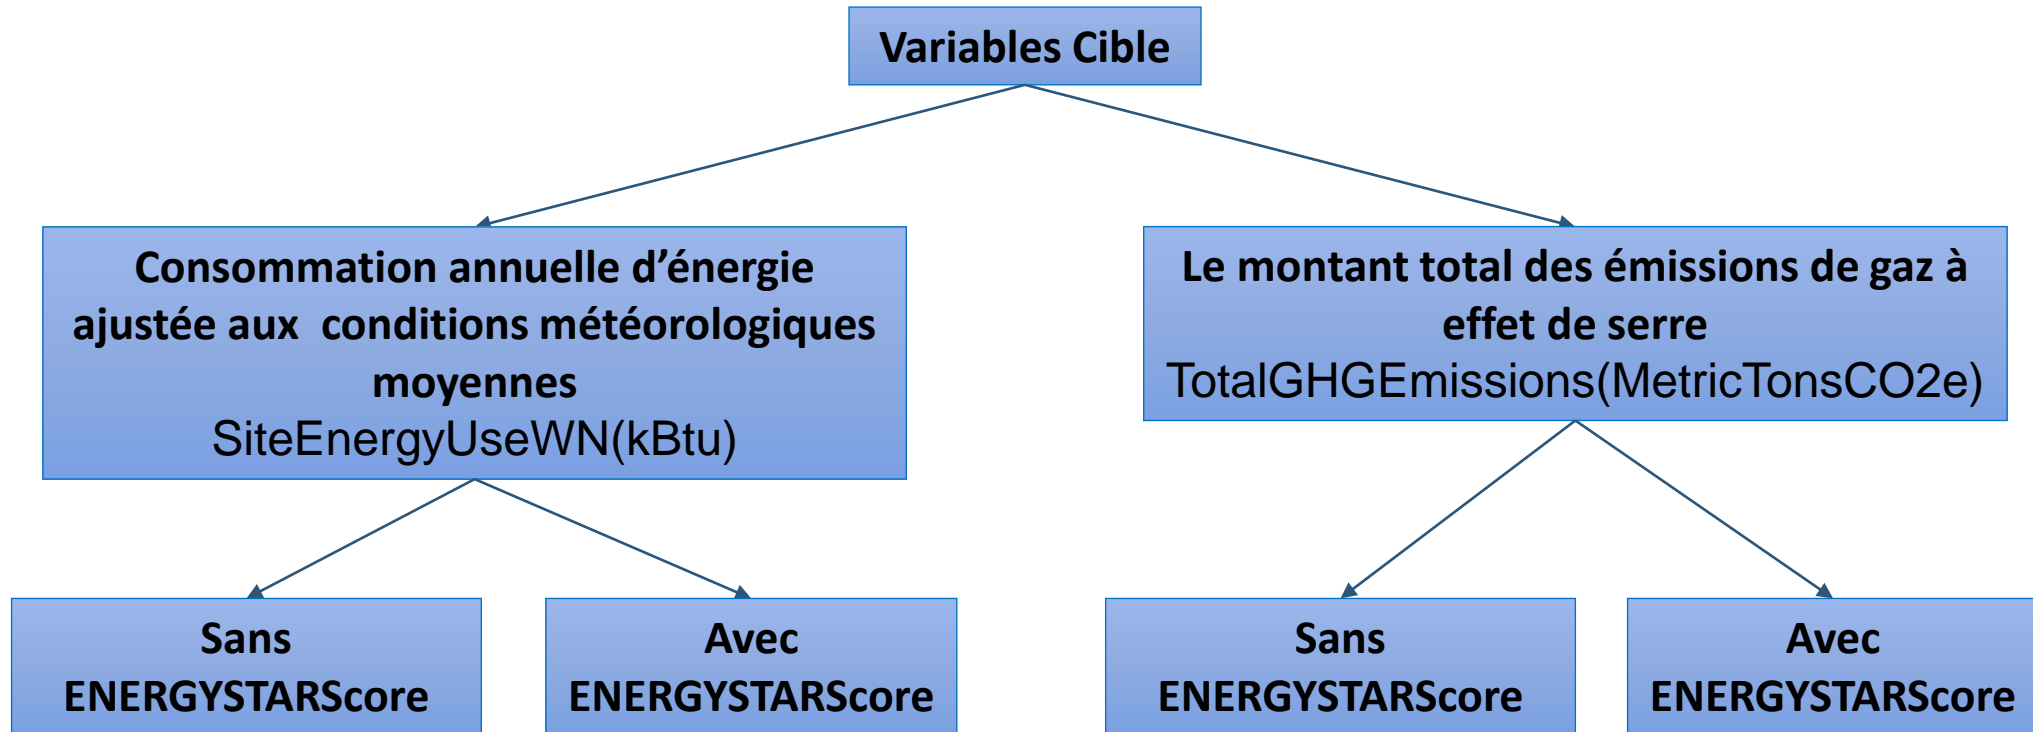 Variables Cible
Consommation annuelle d’énergie
ajustée aux  conditions météorologiques
moyennes
SiteEnergyUseWN(kBtu)
Le montant total des émissions de gaz à
effet de serre
TotalGHGEmissions(MetricTonsCO2e)
Sans
ENERGYSTARScore
Avec
ENERGYSTARScore
Sans
ENERGYSTARScore
Avec
ENERGYSTARScore